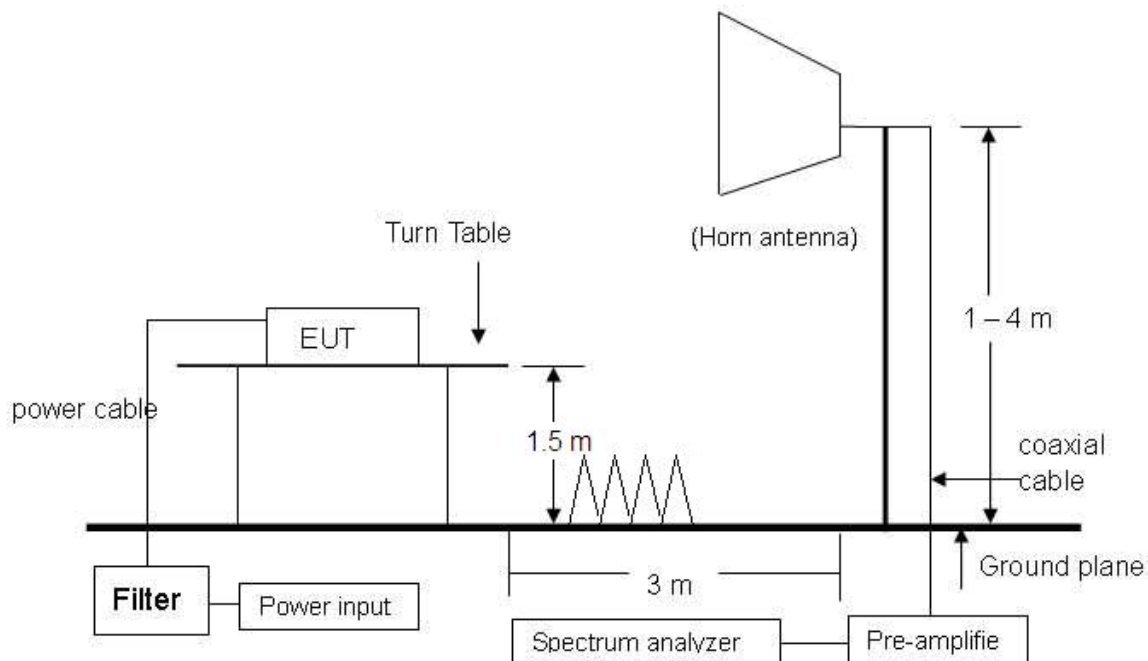 Turn Table
(Horn antenna)
EUT
1 – 4 m
power cable
1.5 m
coaxial
cable
Ground plane
3 m
Filter
Power input
Spectrum analyzer
Pre-amplifie